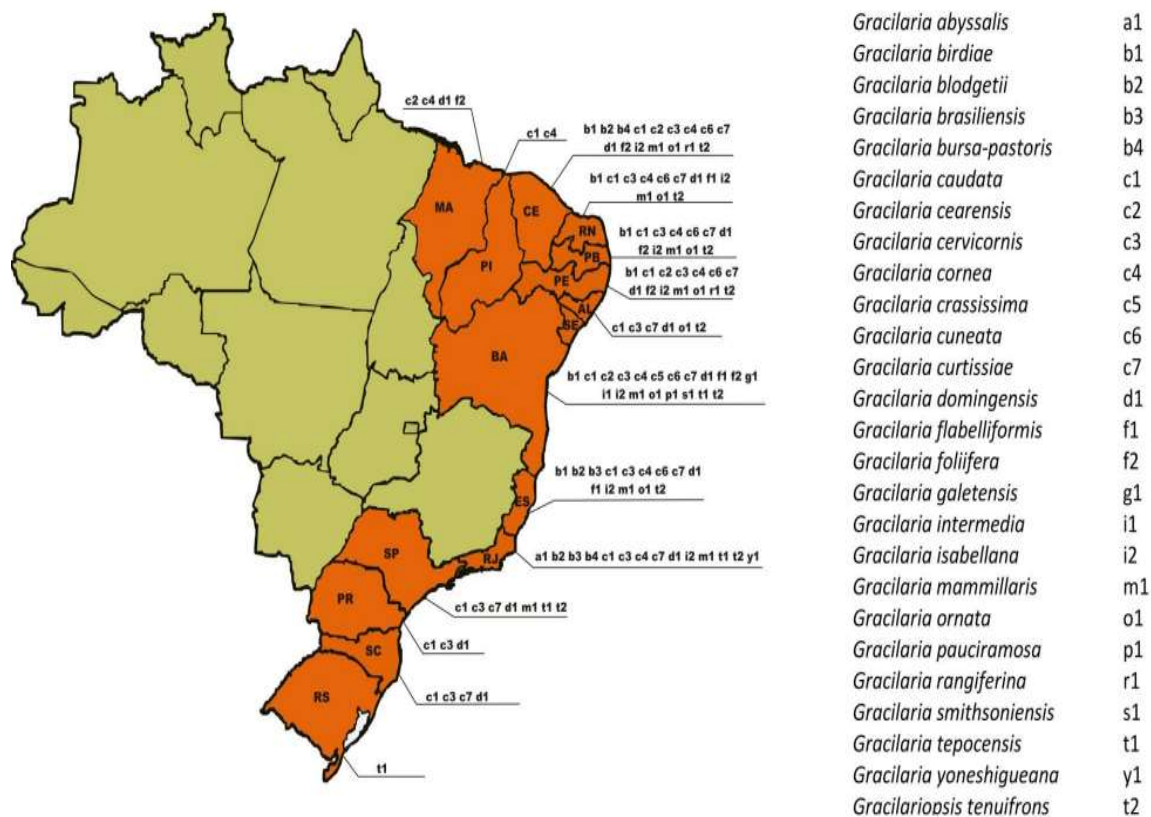 c2 c4 d1 f2
c1 c4
b1 b2 b4 c1 c2 c3 c4 c6 c7
d1 f2 i2 m1 o1 r1 t2
b1 c1 c3 c4 c6 c7 d1 f1 i2
m1 o1 t2
b1 c1 c3 c4 c6 c7 d1
f2 i2 m1 o1 t2
b1 c1 c2 c3 c4 c6 c7
d1 f2 i2 m1 o1 r1 t2
c1 c3 c7 d1 o1 t2
b1 c1 c2 c3 c4 c5 c6 c7 d1 f1 f2 g1
i1 i2 m1 o1 p1 s1 t1 t2
b1 b2 b3 c1 c3 c4 c6 c7 d1
f1 i2 m1 o1 t2
a1 b2 b3 b4 c1 c3 c4 c7 d1 i2 m1 t1 t2 y1
c1 c3 c7 d1 m1 t1 t2
c1 c3 d1
c1 c3 c7 d1
t1
MA
CE
RN
PB
PI
PE
AL
SE
BA
ES
SP
RJ
PR
SC
RS
Gracilaria abyssalis a1
Gracilaria birdiae b1
Gracilaria blodgetii b2
Gracilaria brasiliensis b3
Gracilaria bursa-pastoris b4
Gracilaria caudata c1
Gracilaria cearensis c2
Gracilaria cervicornis c3
Gracilaria cornea c4
Gracilaria crassissima c5
Gracilaria cuneata c6
Gracilaria curtissiae c7
Gracilaria domingensis d1
Gracilaria flabelliformis f1
Gracilaria foliifera f2
Gracilaria galetensis g1
Gracilaria intermedia i1
Gracilaria isabellana i2
Gracilaria mammillaris m1
Gracilaria ornata o1
Gracilaria pauciramosa p1
Gracilaria rangiferina r1
Gracilaria smithsoniensis s1
Gracilaria tepocensis t1
Gracilaria yoneshigueana y1
Gracilariopsis tenuifrons t2